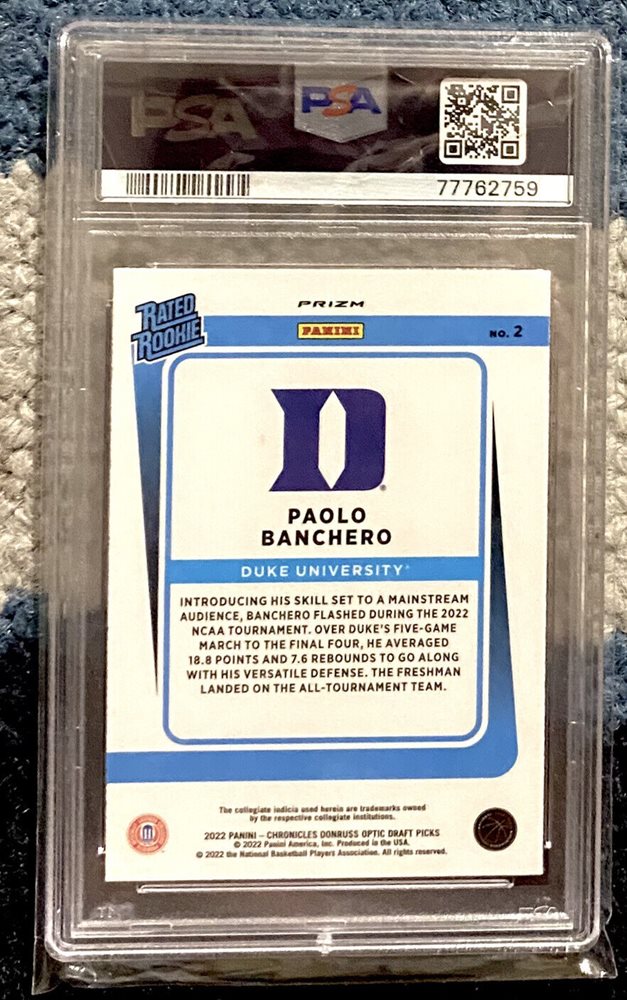 PSA
PSA
77762759
PRIZM
RATED
ROOKIE
PANINI
NO. 2
D
®
PAOLO
BANCHERO
DUKE UNIVERSITY®
INTRODUCING HIS SKILL SET TO A MAINSTREAM
AUDIENCE, BANCHERO FLASHED DURING THE 2022
NCAA TOURNAMENT. OVER DUKE'S FIVE-GAME
MARCH TO THE FINAL FOUR, HE AVERAGED
18.8 POINTS AND 7.6 REBOUNDS TO GO ALONG
WITH HIS VERSATILE DEFENSE. THE FRESHMAN
LANDED ON THE ALL-TOURNAMENT TEAM.
The collegiate indicia used herein are trademarks owned
by the respective collegiate institutions.
2022 PANINI – CHRONICLES DONRUSS OPTIC DRAFT PICKS
© 2022 Panini America, Inc. Produced in the USA.
© 2022 the National Basketball Players Association. All rights reserved.
PSA